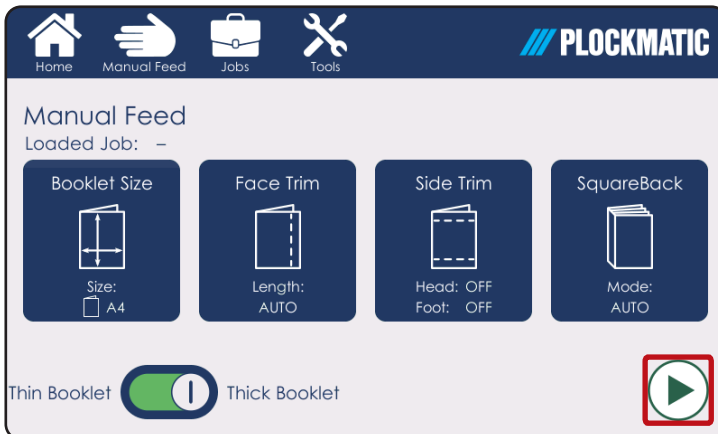 Home Manual Feed Jobs Tools PLOCKMATIC
Manual Feed
Loaded Job: –
Booklet Size Face Trim Side Trim SquareBack
Size: Length: Head: OFF Mode:
A4 AUTO Foot: OFF AUTO
Thin Booklet Thick Booklet